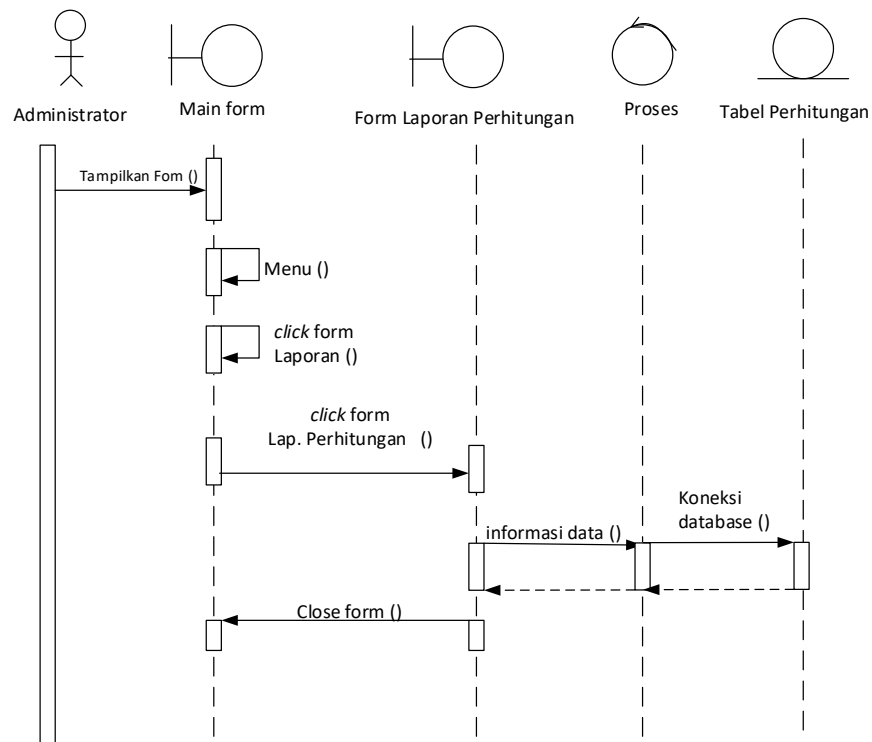 Administrator
Main form
Form Laporan Perhitungan
Proses
Tabel Perhitungan
Tampilkan Fom ()
Menu ()
click form
Laporan ()
click form
Lap. Perhitungan ()
Koneksi
database ()
informasi data ()
Close form ()